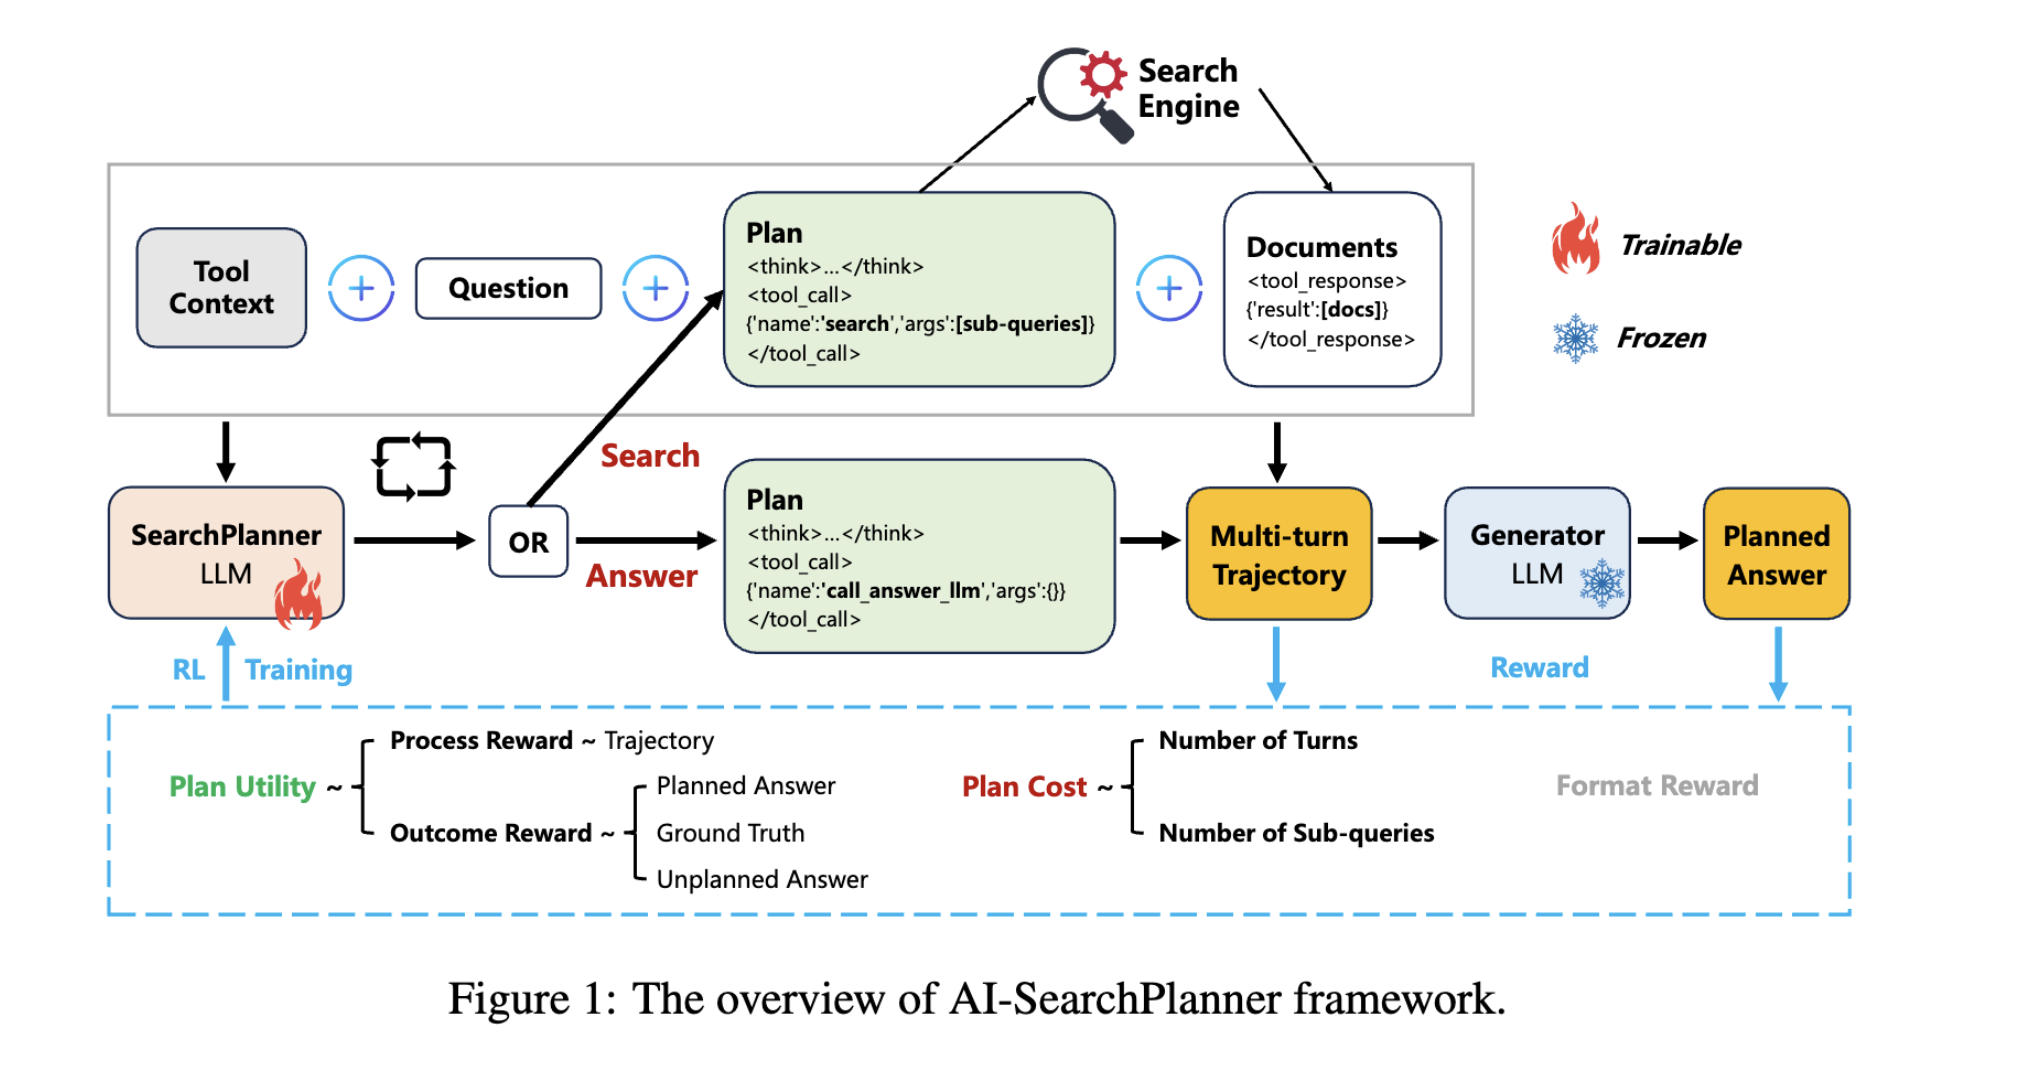 Search
Engine
Tool
Context
Question
Plan
<think>...</think>
<tool_call>
{'name':'search','args':[sub-queries]}
</tool_call>
Documents
<tool_response>
{'result':[docs]}
</tool_response>
Trainable
Frozen
Search
SearchPlanner
LLM
OR
Answer
Plan
<think>...</think>
<tool_call>
{'name':'call_answer_llm','args':{}}
</tool_call>
Multi-turn
Trajectory
Generator
LLM
Planned
Answer
RL Training
Reward
Plan Utility ~
Process Reward ~ Trajectory
Outcome Reward ~
Planned Answer
Ground Truth
Unplanned Answer
Plan Cost ~
Number of Turns
Number of Sub-queries
Format Reward
Figure 1: The overview of AI-SearchPlanner framework.